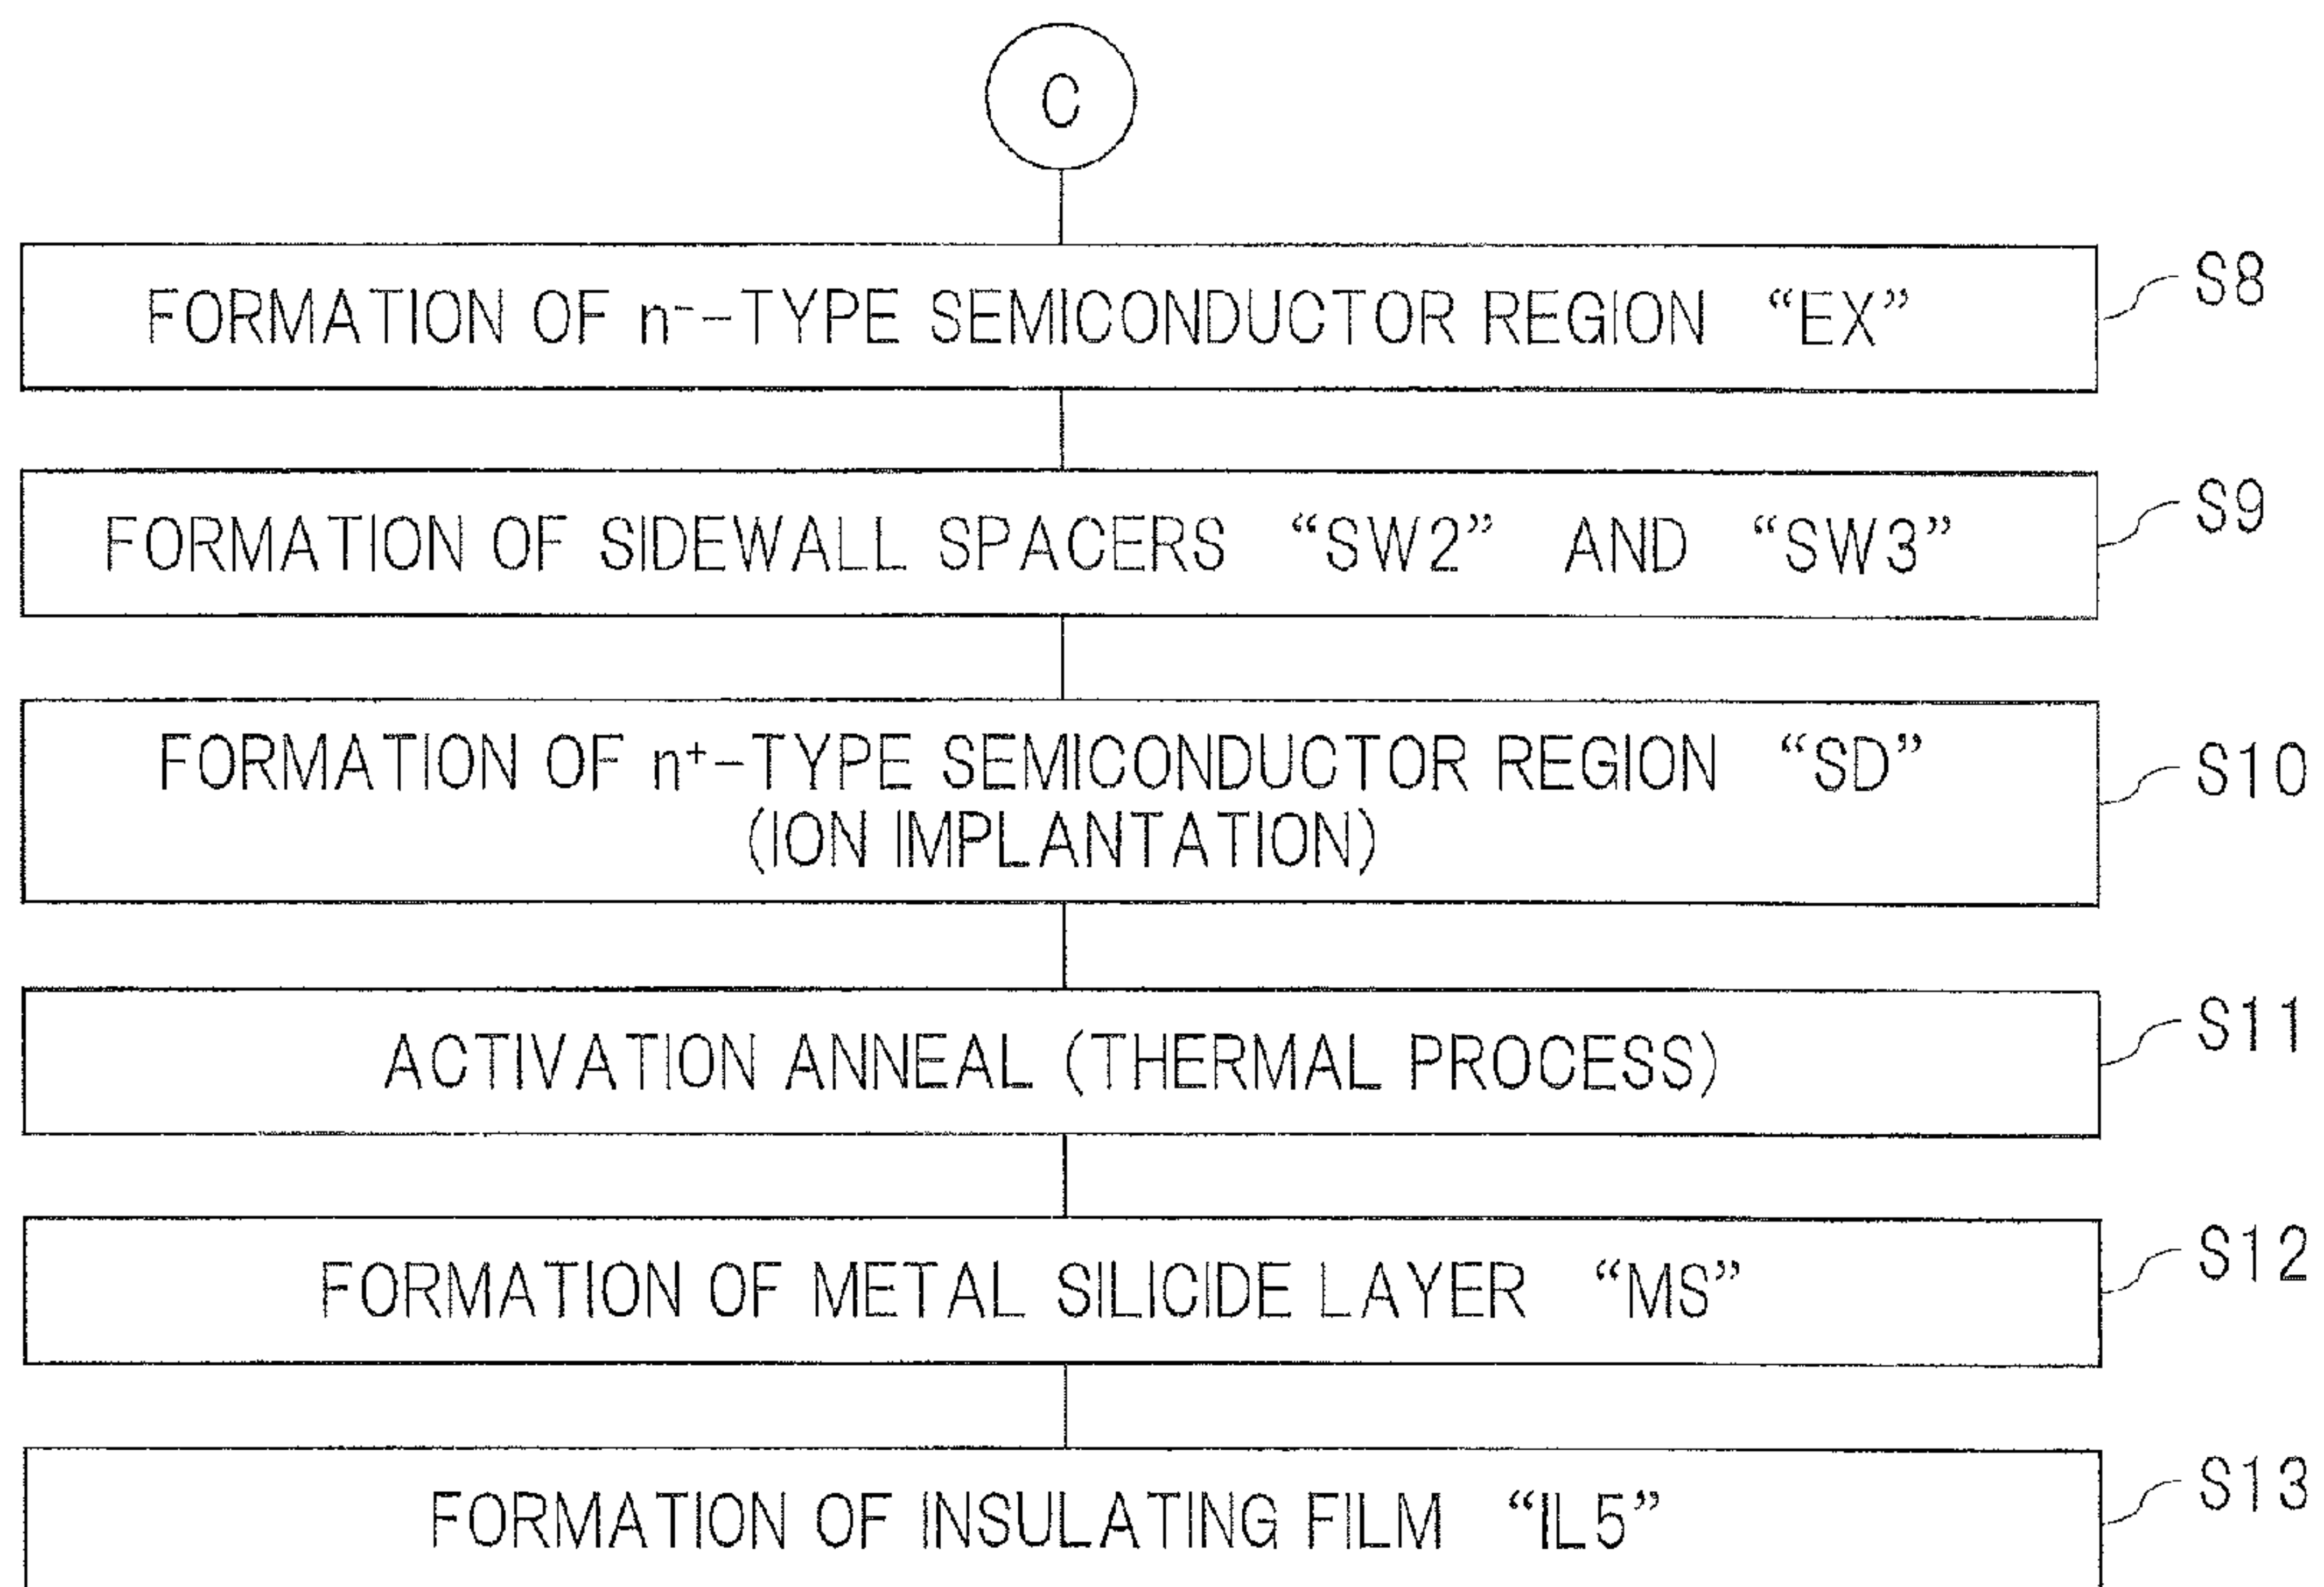 C
FORMATION OF n⁻-TYPE SEMICONDUCTOR REGION “EX”
S8
FORMATION OF SIDEWALL SPACERS “SW2” AND “SW3”
S9
FORMATION OF n⁺-TYPE SEMICONDUCTOR REGION “SD”
(ION IMPLANTATION)
S10
ACTIVATION ANNEAL (THERMAL PROCESS)
S11
FORMATION OF METAL SILICIDE LAYER “MS”
S12
FORMATION OF INSULATING FILM “IL5”
S13